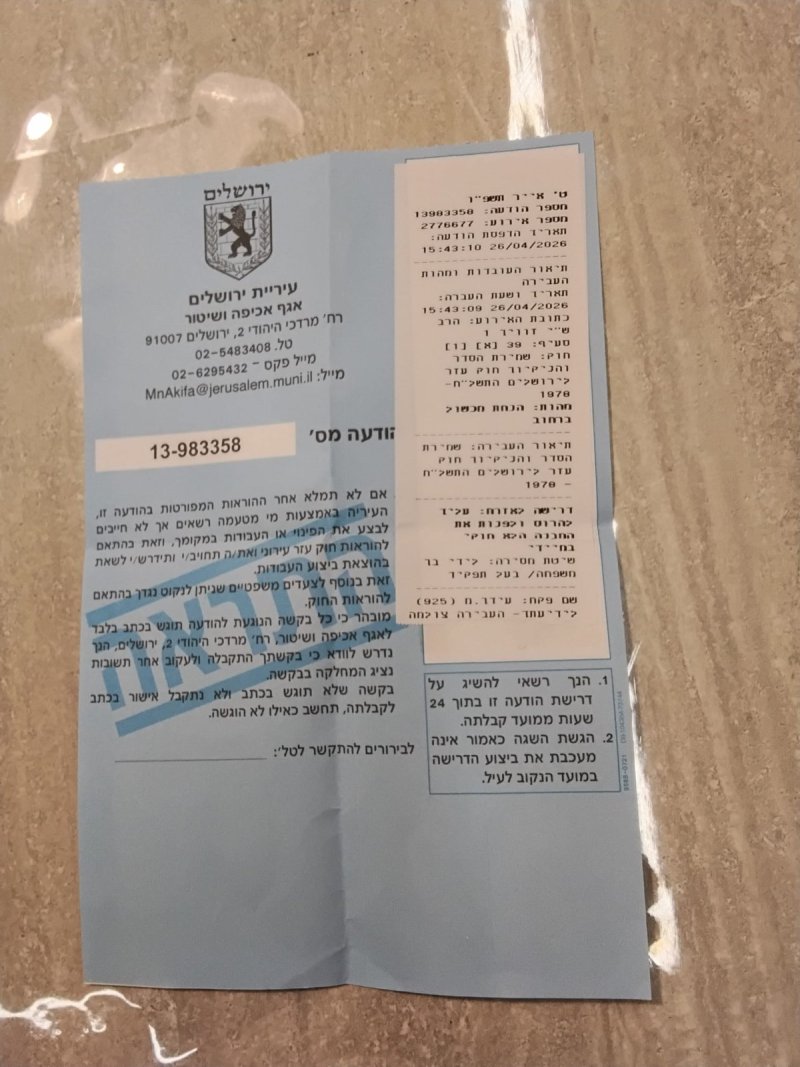 ירושלים
עיריית ירושלים
אגף אכיפה ושיטור
רח' מרדכי היהודי 2, ירושלים 91007
טל. 02-5483408
מייל פקס – 02-6295432
מייל: MnAkifa@jerusalem.muni.il
הודעה מס'
13-983358
התראה
אם לא תמלא אחר ההוראות המפורטות בהודעה זו,
העיריה באמצעות מי מטעמה רשאים אך לא חייבים
לבצע את הפינוי או העבודות במקומך, וזאת בהתאם
להוראות חוק עזר עירוני ואת/ה תחויב/י ותידרש/י לשאת
בהוצאת ביצוע העבודות.
זאת בנוסף לצעדים משפטיים שניתן לנקוט נגדך בהתאם
להוראות החוק.
מובהר כי כל בקשה הנוגעת להודעה תוגש בכתב בלבד
לאגף אכיפה ושיטור, רח' מרדכי היהודי 2, ירושלים, הנך
נדרש לוודא כי בקשתך התקבלה ולעקוב אחר תשובות
נציג המחלקה בבקשה.
בקשה שלא תוגש בכתב ולא נתקבל אישור בכתב
לקבלתה, תחשב כאילו לא הוגשה.
לבירורים להתקשר לטל':
ט' אייר תשפ"ו
מספר הודעה: 13983358
מספר אירוע: 2776677
תאריך הדפסת הודעה:
26/04/2026 15:43:10
תיאור העובדות ומהות
העבירה
תאריך ושעת העברה:
26/04/2026 15:43:09
כתובת האירוע: הרב
ש"י זוויך 1
סעיף: 39 [א] [1]
חוק: שמירת הסדר
והניקיון חוק עזר
לירושלים התשל"ח-
1978
מהות: הנחת מכשול
ברחוב
תיאור העבירה: שמירת
הסדר והניקיון חוק
עזר לירושלים התשל"ח
- 1978
דרישה לאזרח: עליך
להרוס ולפנות את
המבנה הלא חוקי
במיידי
שיטת מסירה: לידי בן
משפחה/ בעל תפקיד
שם פקח: עידו.מ (925)
לידיעתך- העבירה צולמה
1. הנך רשאי להשיג על
דרישת הודעה זו בתוך 24
שעות ממועד קבלתה.
2. הגשת השגה כאמור אינה
מעכבת את ביצוע הדרישה
במועד הנקוב לעיל.